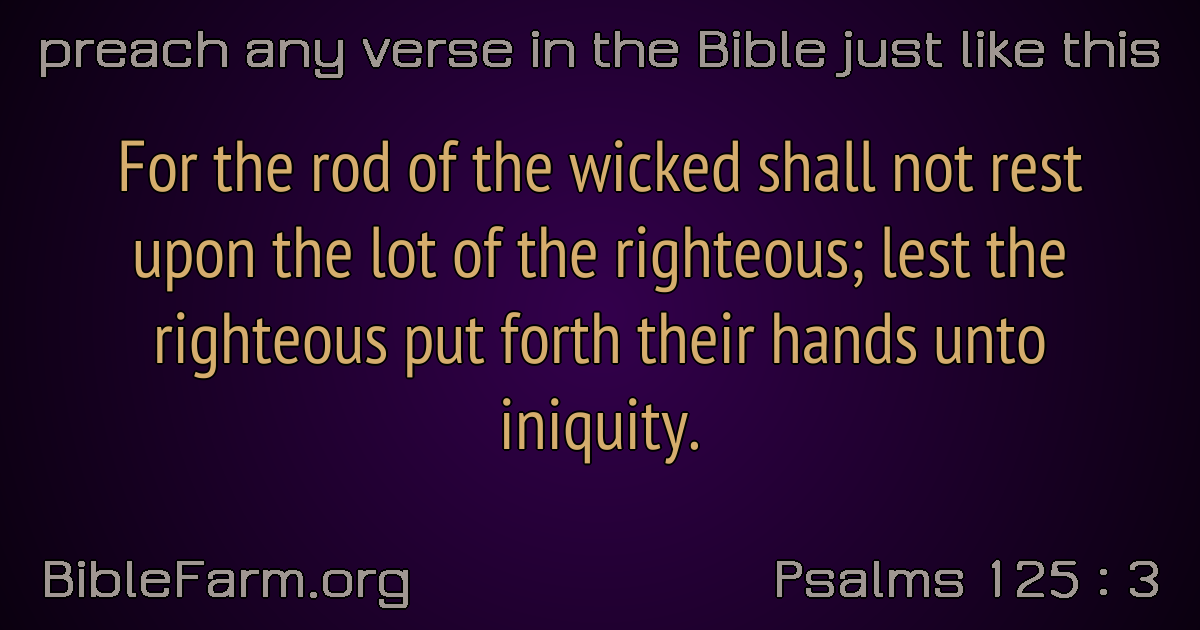 preach any verse in the Bible just like this
For the rod of the wicked shall not rest
upon the lot of the righteous; lest the
righteous put forth their hands unto
iniquity.
BibleFarm.org
Psalms 125 : 3